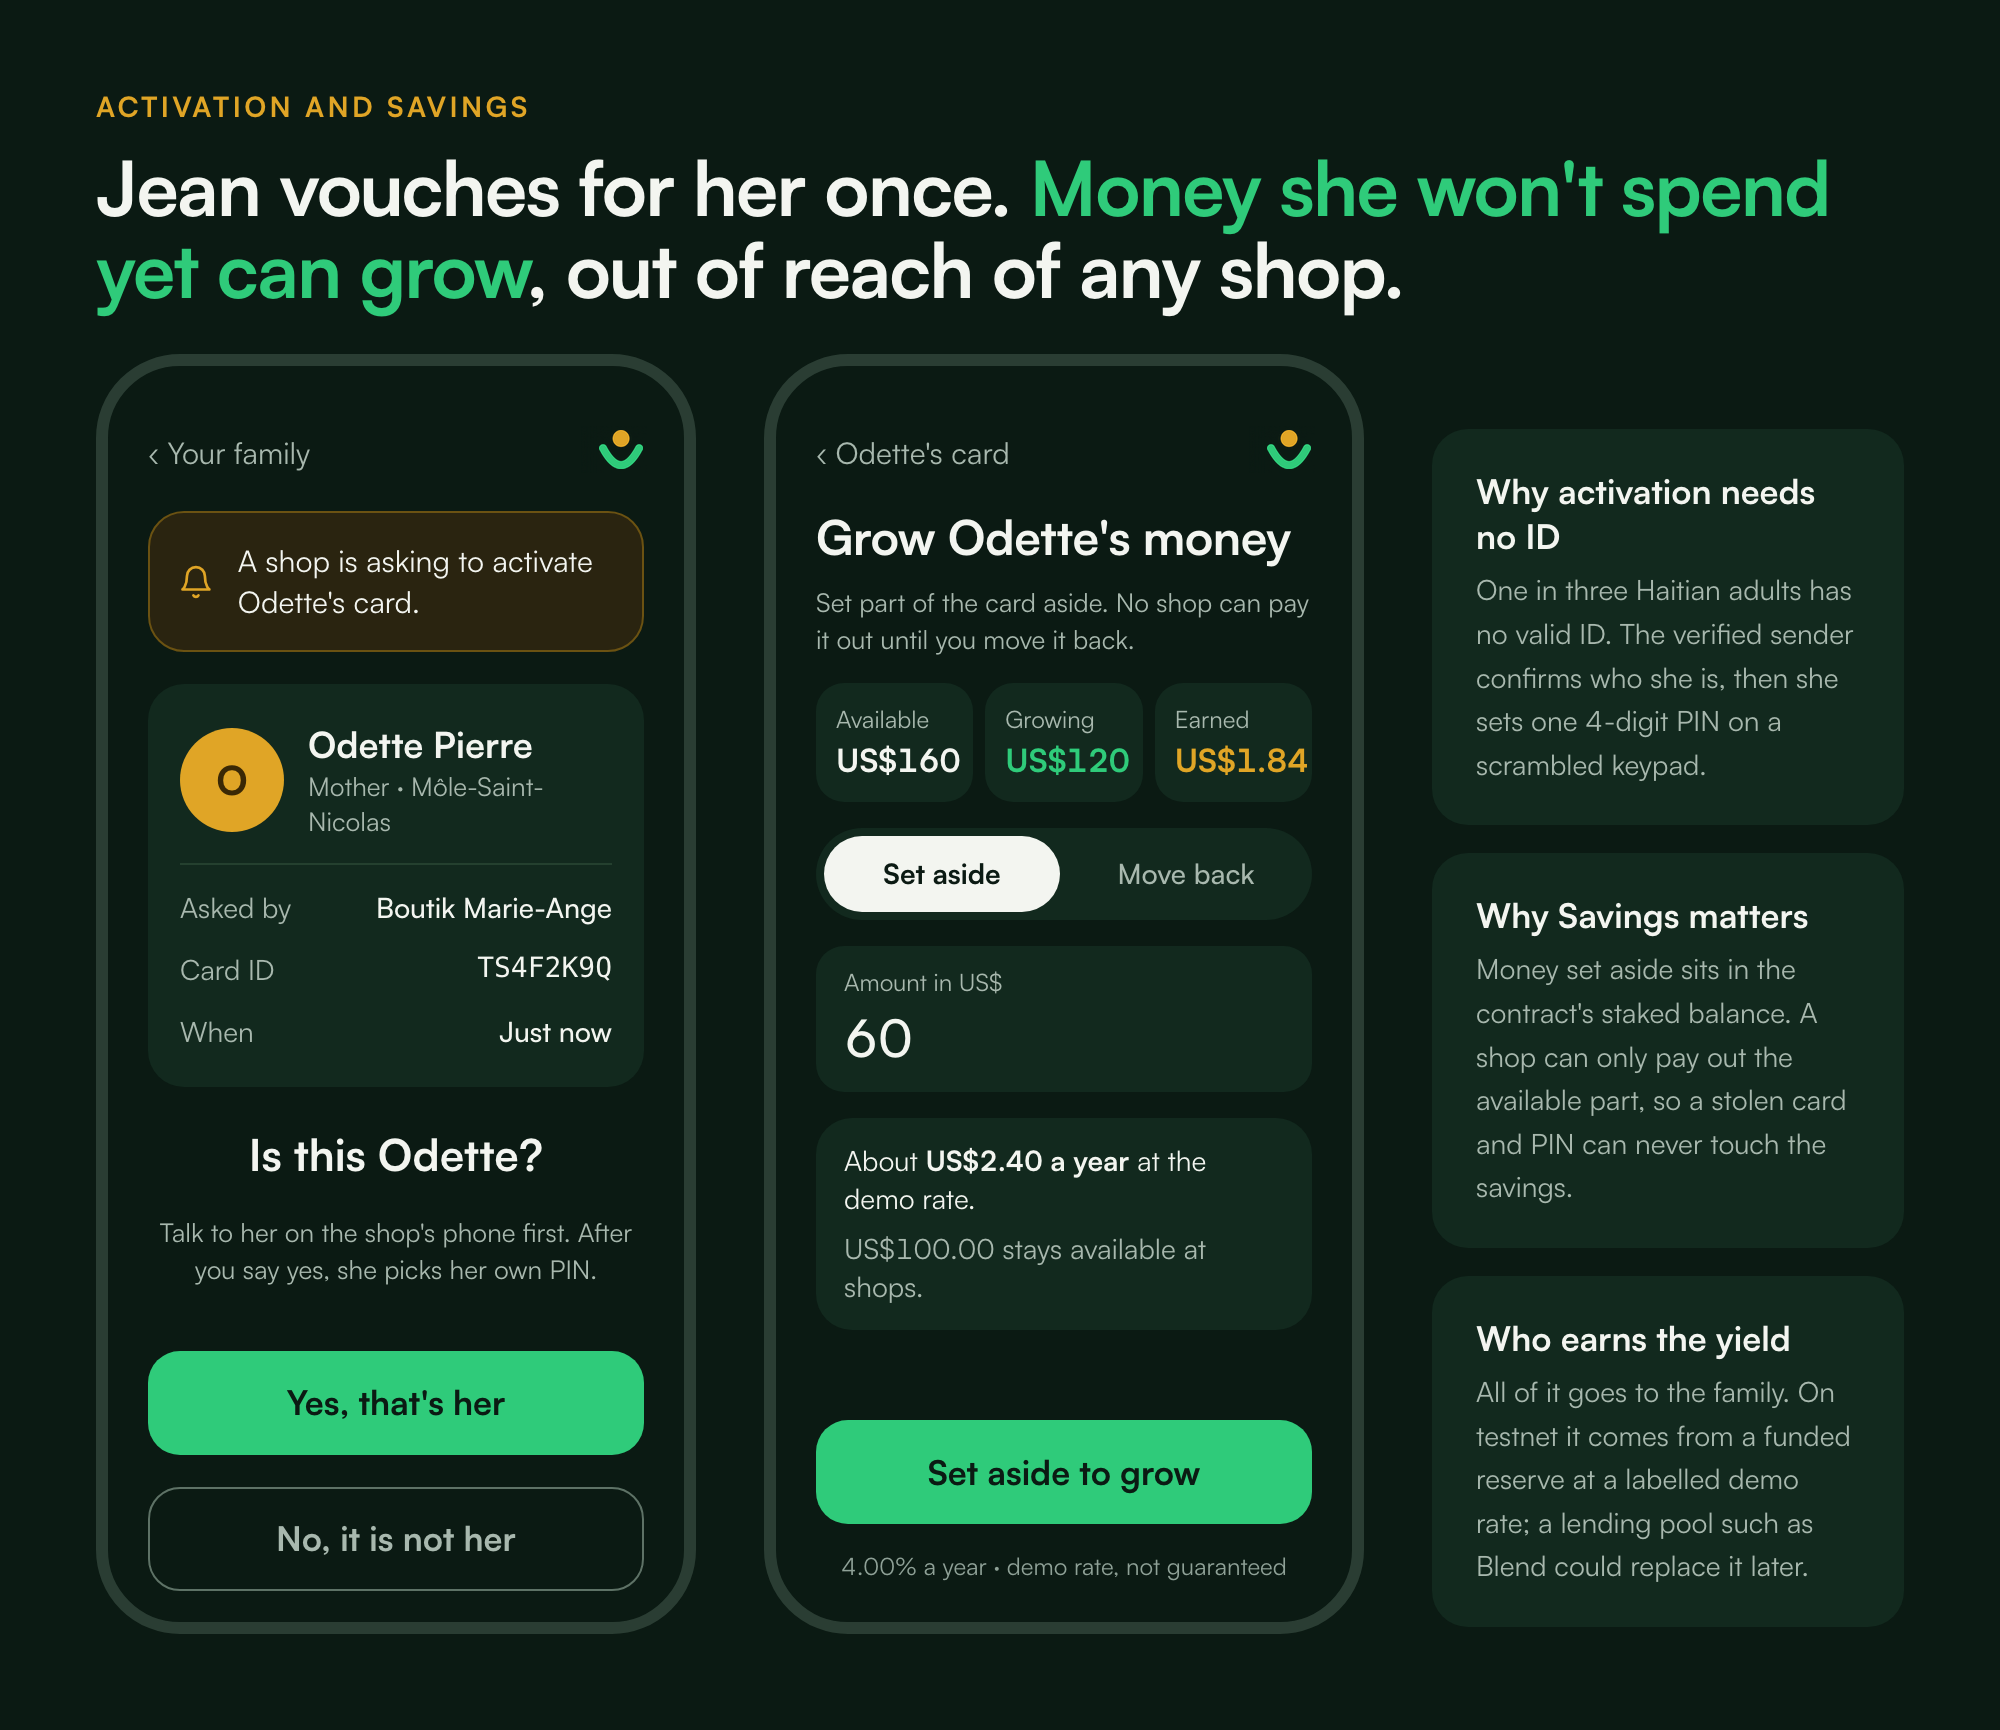 ACTIVATION AND SAVINGS
Jean vouches for her once. Money she won't spend
yet can grow, out of reach of any shop.
‹ Your family
A shop is asking to activate
Odette's card.
O
Odette Pierre
Mother · Môle-Saint-
Nicolas
Asked by Boutik Marie-Ange
Card ID TS4F2K9Q
When Just now
Is this Odette?
Talk to her on the shop's phone first. After
you say yes, she picks her own PIN.
Yes, that's her
No, it is not her
‹ Odette's card
Grow Odette's money
Set part of the card aside. No shop can pay
it out until you move it back.
Available Growing Earned
US$160 US$120 US$1.84
Set aside Move back
Amount in US$
60
About US$2.40 a year at the
demo rate.
US$100.00 stays available at
shops.
Set aside to grow
4.00% a year · demo rate, not guaranteed
Why activation needs
no ID
One in three Haitian adults has
no valid ID. The verified sender
confirms who she is, then she
sets one 4-digit PIN on a
scrambled keypad.
Why Savings matters
Money set aside sits in the
contract's staked balance. A
shop can only pay out the
available part, so a stolen card
and PIN can never touch the
savings.
Who earns the yield
All of it goes to the family. On
testnet it comes from a funded
reserve at a labelled demo
rate; a lending pool such as
Blend could replace it later.